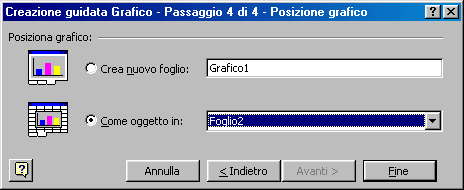 Creazione guidata Grafico - Passaggio 4 di 4 - Posizione grafico
Posiziona grafico:
Crea nuovo foglio: Grafico1
Come oggetto in: Foglio2
? Annulla < Indietro Avanti > Fine